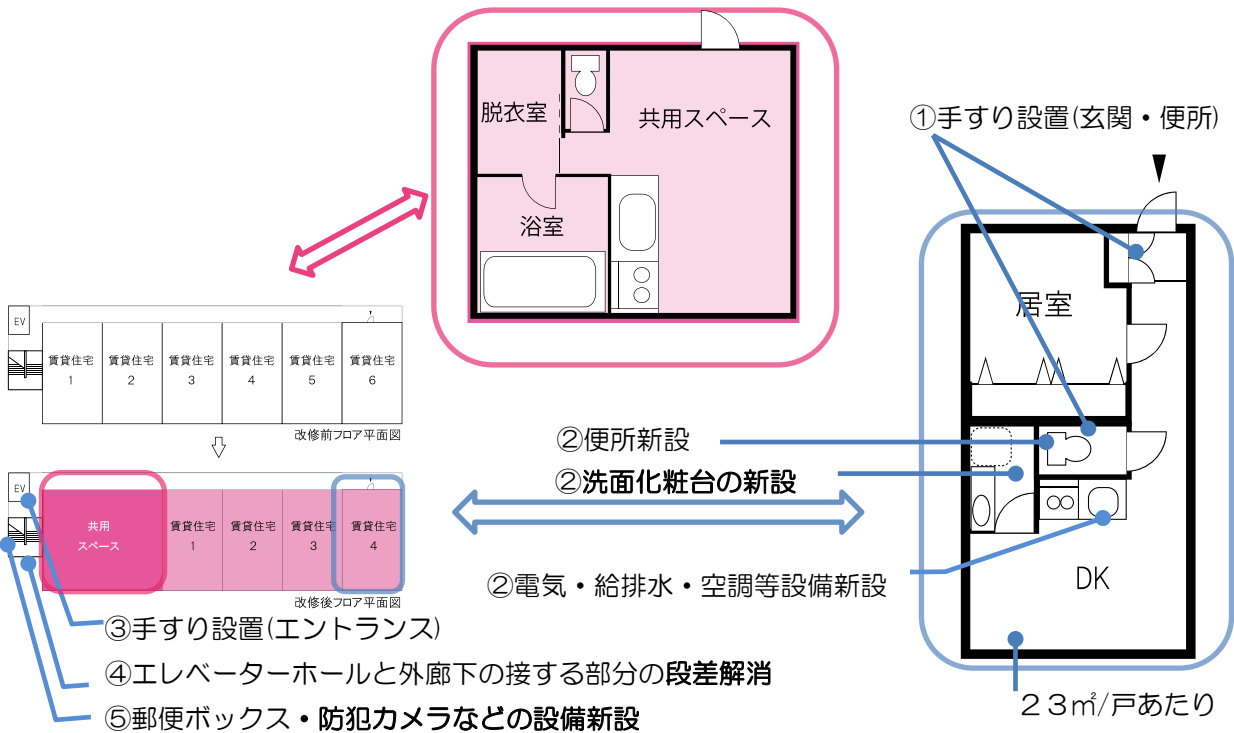 脱衣室
共用スペース
浴室
①手すり設置(玄関・便所)
居室
EV
賃貸住宅
1
賃貸住宅
2
賃貸住宅
3
賃貸住宅
4
賃貸住宅
5
賃貸住宅
6
改修前フロア平面図
②便所新設
②洗面化粧台の新設
EV
共用
スペース
賃貸住宅
1
賃貸住宅
2
賃貸住宅
3
賃貸住宅
4
②電気・給排水・空調等設備新設
DK
改修後フロア平面図
③手すり設置(エントランス)
④エレベーターホールと外廊下の接する部分の段差解消
⑤郵便ボックス・防犯カメラなどの設備新設
23㎡/戸あたり